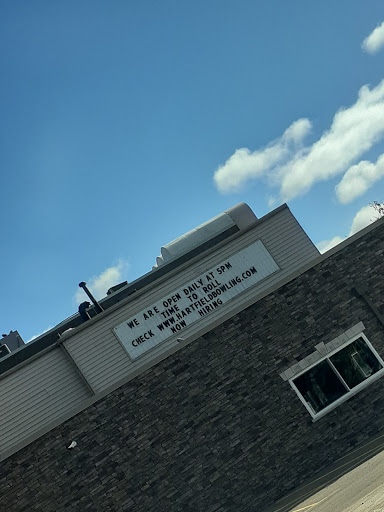 WE ARE OPEN DAILY AT 5PM
TIME TO ROLL
CHECK WWW.HARTFIELDBOWLING.COM
NOW HIRING